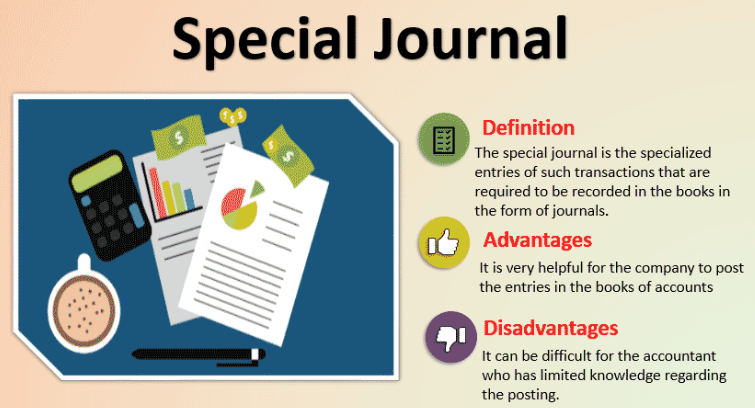 Special Journal
Definition
The special journal is the specialized
entries of such transactions that are
required to be recorded in the books in
the form of journals.
Advantages
It is very helpful for the company to post
the entries in the books of accounts
Disadvantages
It can be difficult for the accountant
who has limited knowledge regarding
the posting.